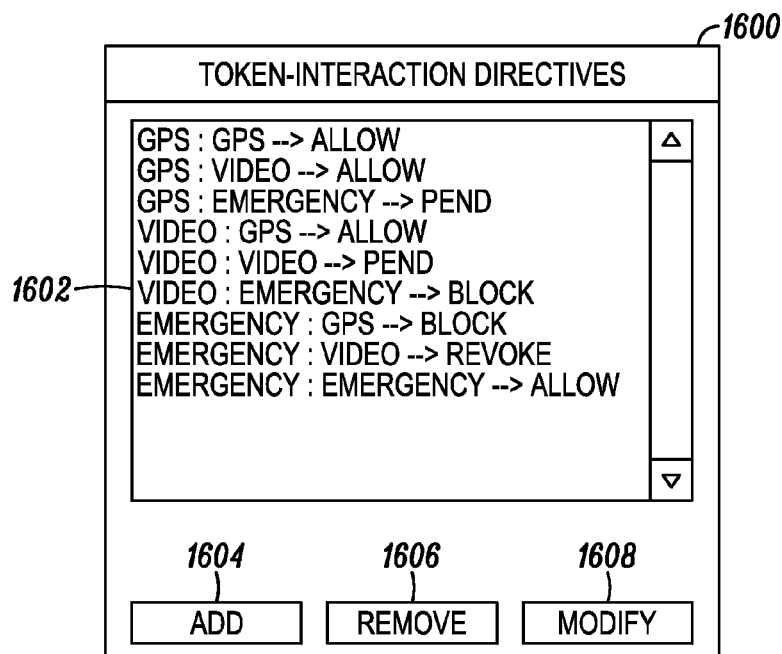 1600
TOKEN-INTERACTION DIRECTIVES
GPS : GPS --> ALLOW
GPS : VIDEO --> ALLOW
GPS : EMERGENCY --> PEND
VIDEO : GPS --> ALLOW
VIDEO : VIDEO --> PEND
1602
VIDEO : EMERGENCY --> BLOCK
EMERGENCY : GPS --> BLOCK
EMERGENCY : VIDEO --> REVOKE
EMERGENCY : EMERGENCY --> ALLOW
1604 1606 1608
ADD REMOVE MODIFY